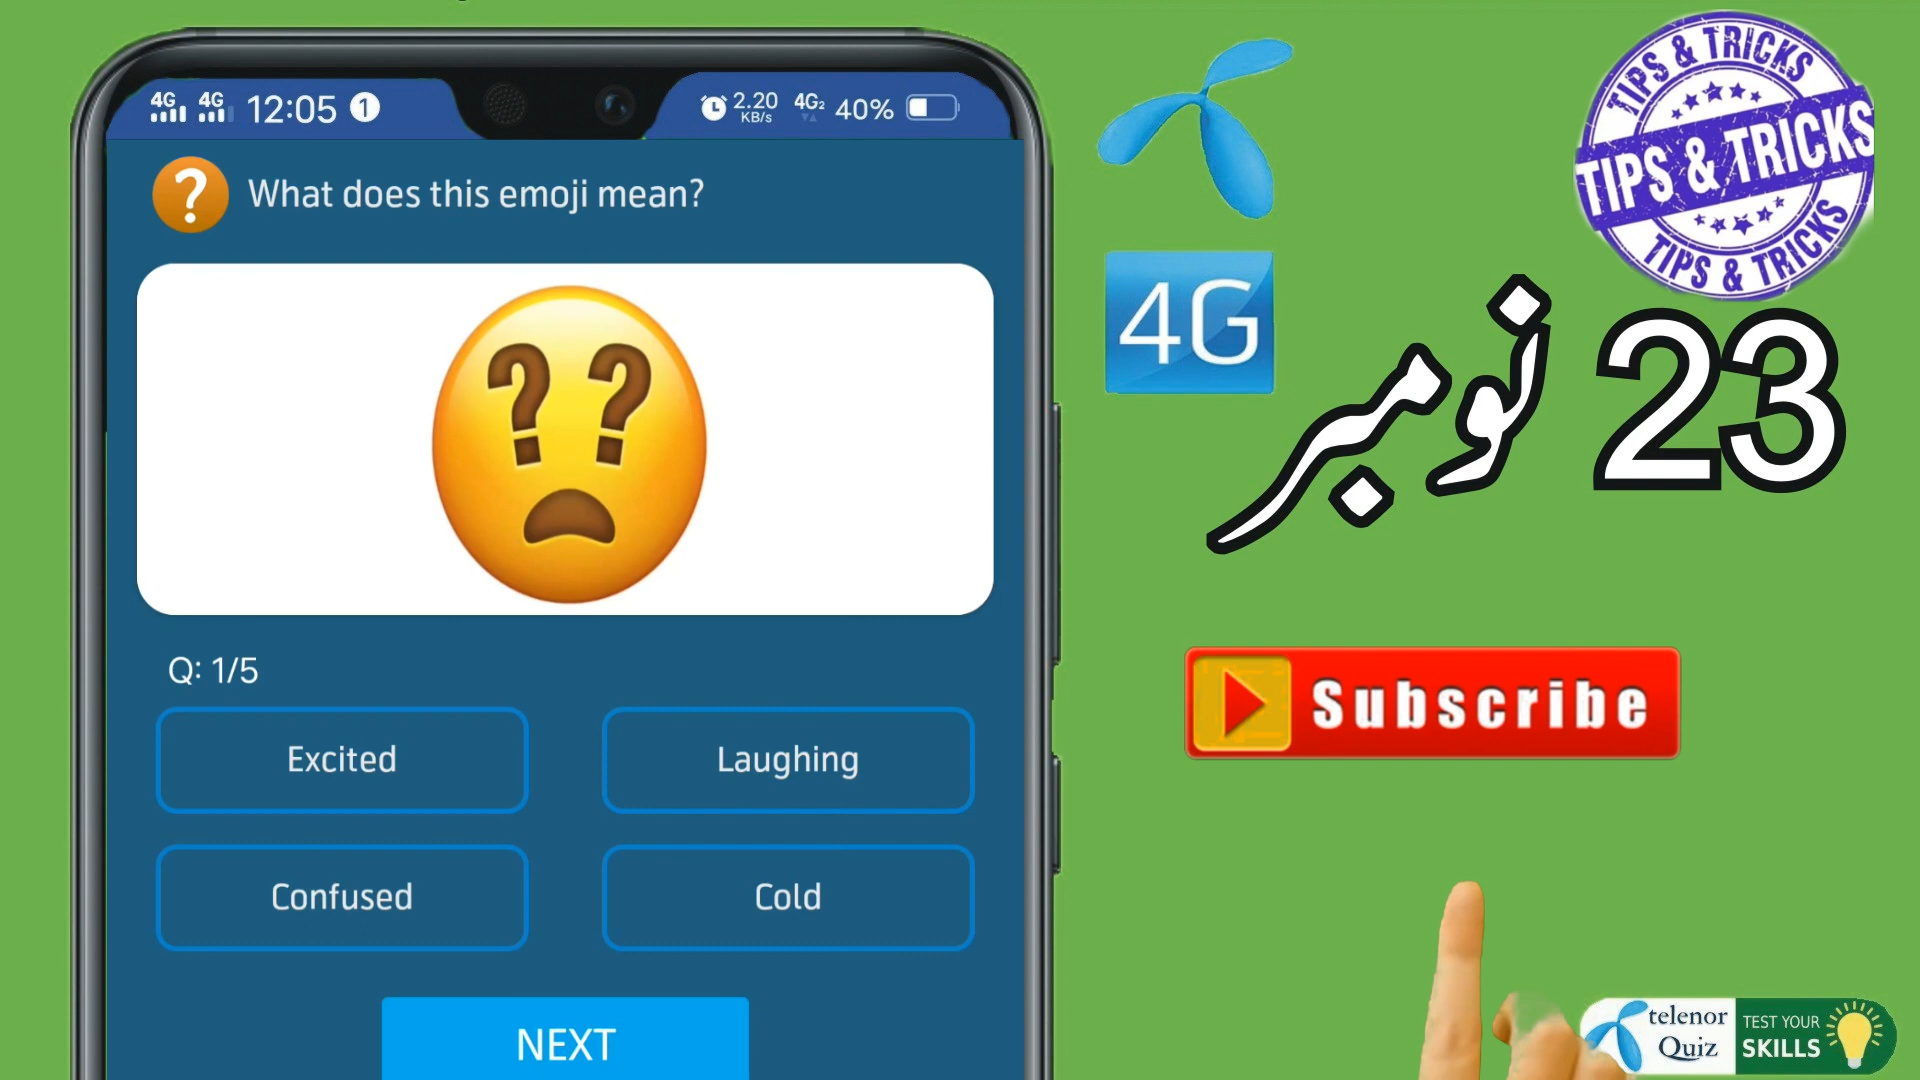 4G 4G 12:05 1
2.20 KB/s 4G2 40%
? What does this emoji mean?
? ?
Q: 1/5
Excited
Laughing
Confused
Cold
NEXT
TIPS & TRICKS
TIPS & TRICKS
TIPS & TRICKS
4G
23 نومبر
Subscribe
telenor
Quiz
TEST YOUR
SKILLS